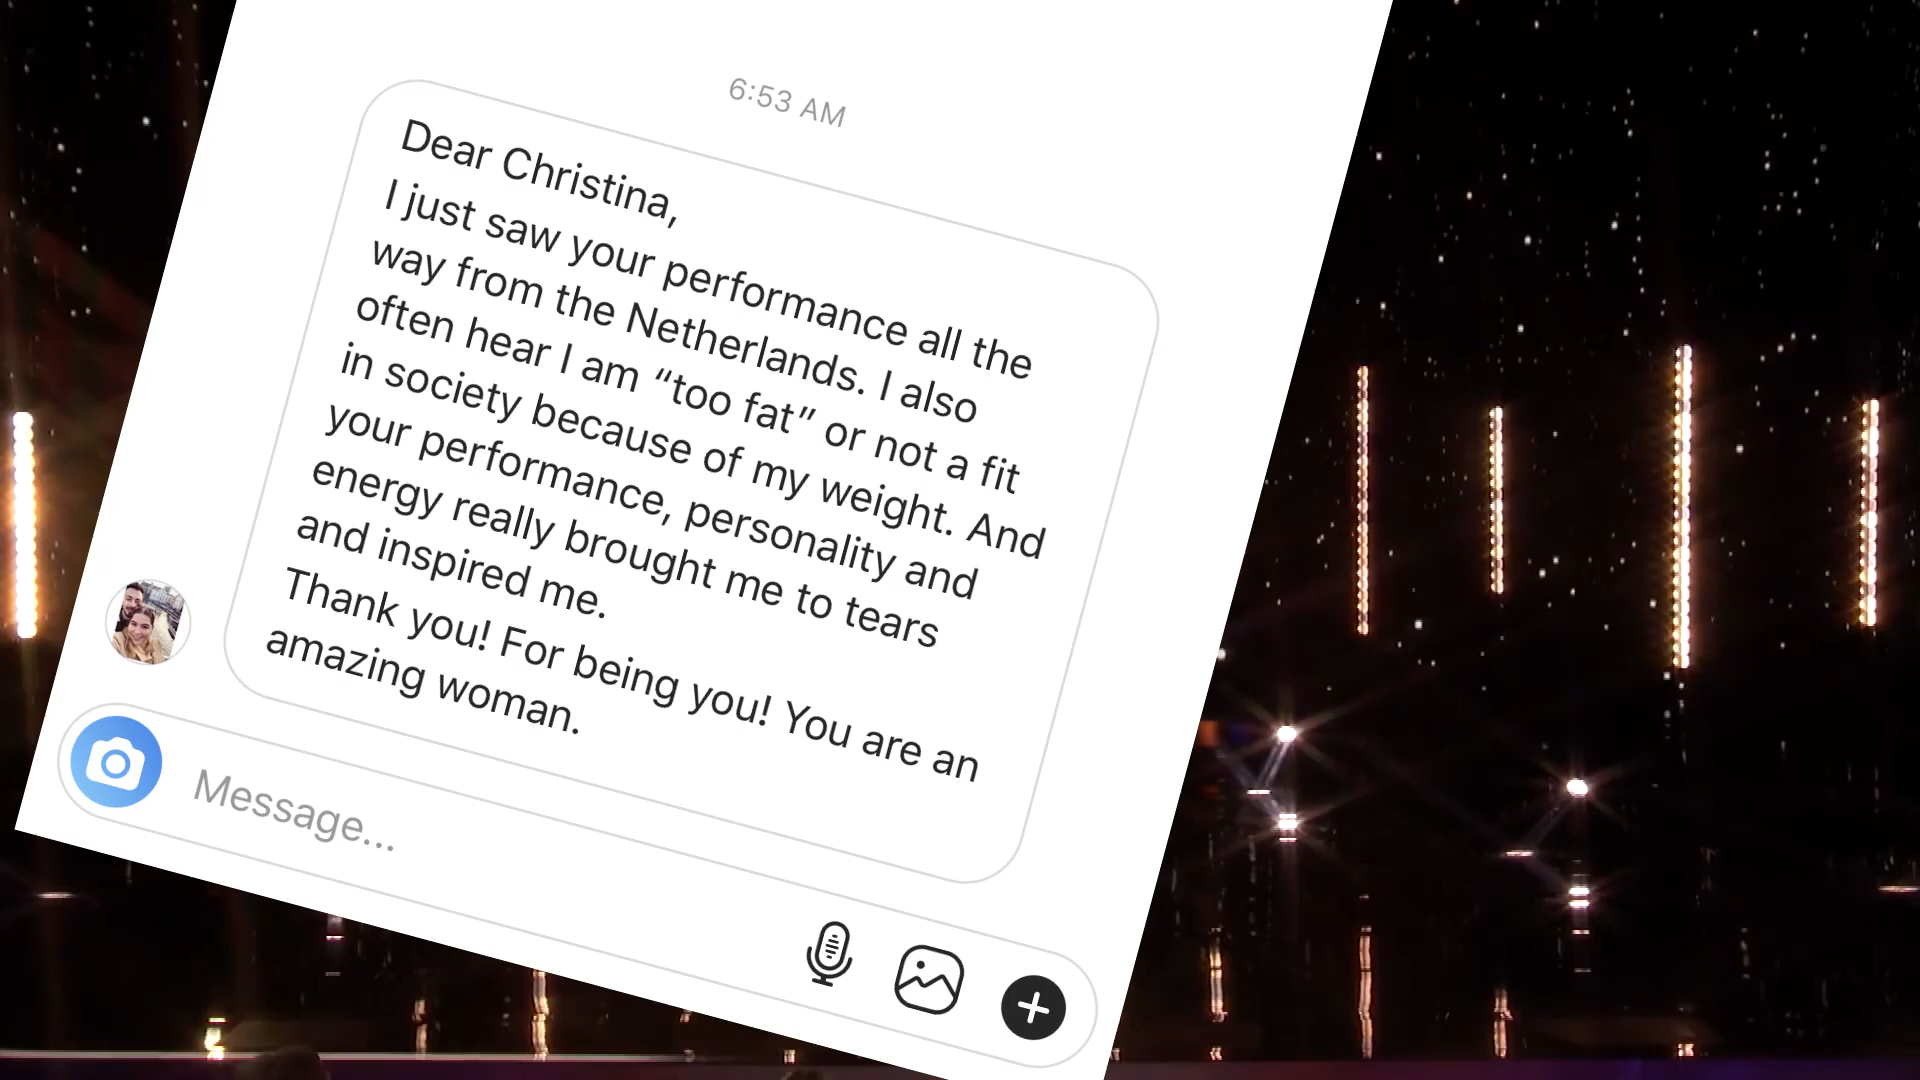 6:53 AM
Dear Christina,
I just saw your performance all the
way from the Netherlands. I also
often hear I am “too fat” or not a fit
in society because of my weight. And
your performance, personality and
energy really brought me to tears
and inspired me.
Thank you! For being you! You are an
amazing woman.
Message...